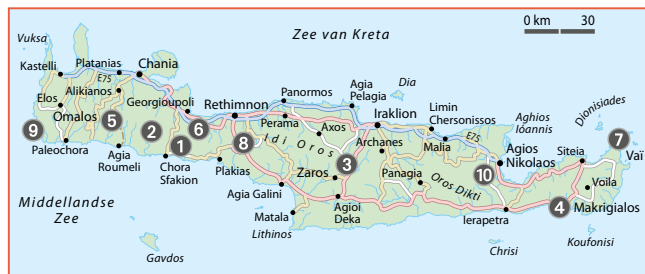 Vuksa
Zee van Kreta
0 km 30
Kastelli
Platanias
Chania
E75
Alikianos
Georgioupoli
Elos
Omalos
Rethimnon
Panormos
Agia
Pelagia
Dia
Iraklion
Limin
Chersonissos
E75
Malia
Aghios
Ióannis
Dionisiades
9
5
2
6
1
8
Perama
Axos
Idi Oros
3
Archanes
Agios
Nikolaos
Siteia
7
Vaï
Paleochora
Agia
Roumeli
Chora
Sfakion
Plakias
Zaros
Panagia
Oros Dikti
10
Voila
Agia Galini
Agioi
Deka
4
Makrigialos
Middellandse
Zee
Matala
Lithinos
Ierapetra
Chrisi
Koufonisi
Gavdos